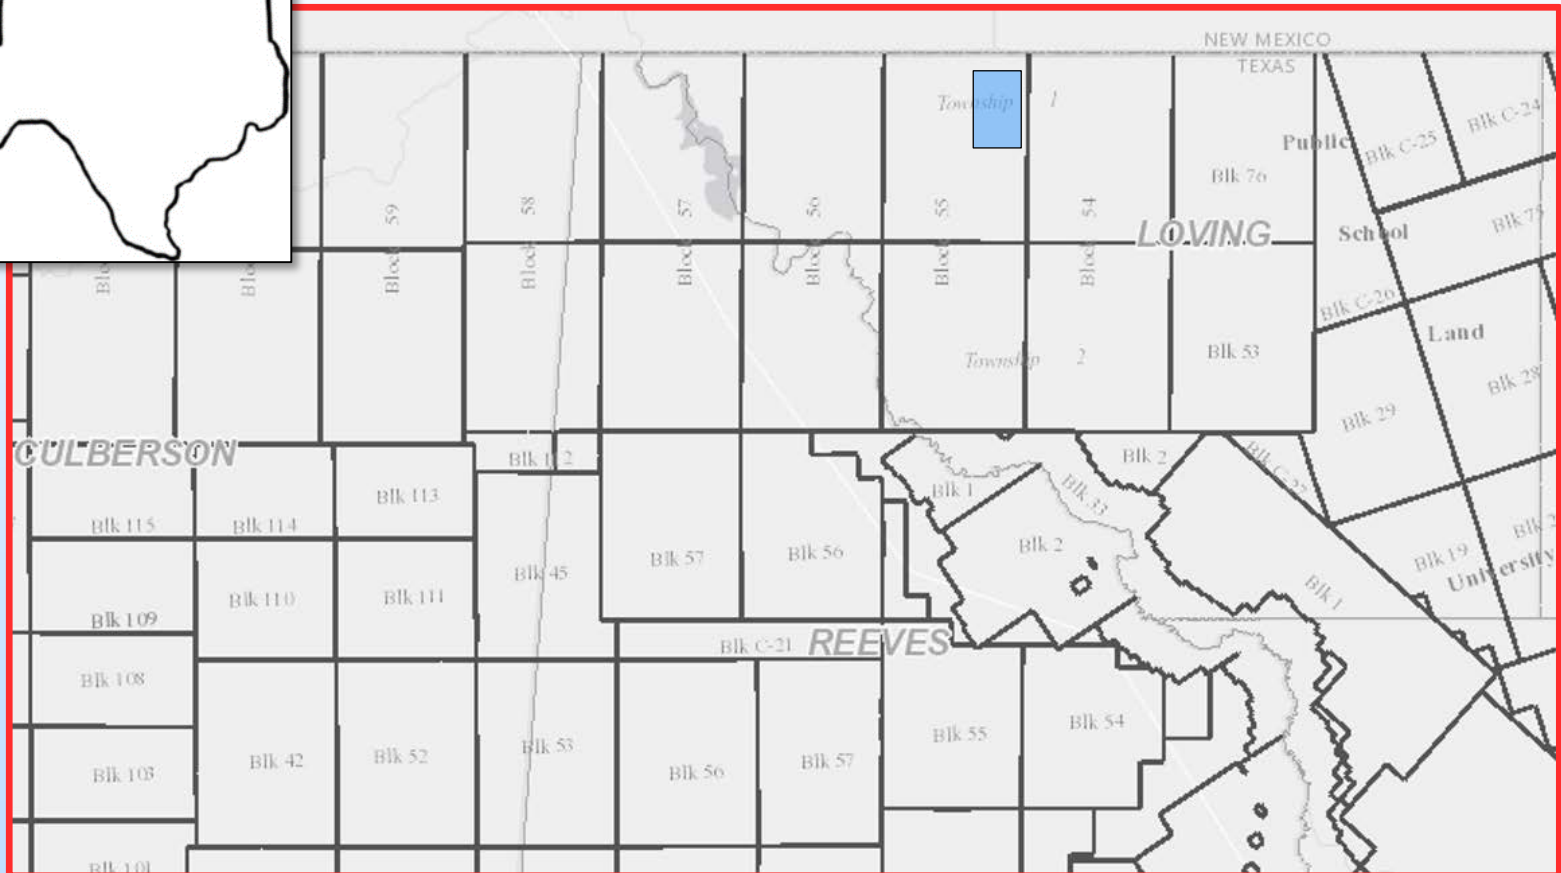 NEW MEXICO
TEXAS
Township 1
Public
Blk C-25
Blk C-24
Blk 76
59
58
57
56
55
54
LOVING
School
Blk 75
Block
Block
Block
Block
Block
Block
Blk C-26
Land
Township 2
Blk 53
Blk 28
Blk 29
CULBERSON
Blk 112
Blk 2
Blk 113
Blk 1
Blk 33
Blk 115
Blk 114
Blk 57
Blk 56
Blk 2
Blk 45
Blk 19
University
Blk 110
Blk 111
Blk 1
Blk 109
Blk C-21
REEVES
Blk 108
Blk 55
Blk 54
Blk 42
Blk 52
Blk 53
Blk 56
Blk 57
Blk 103
Blk 101